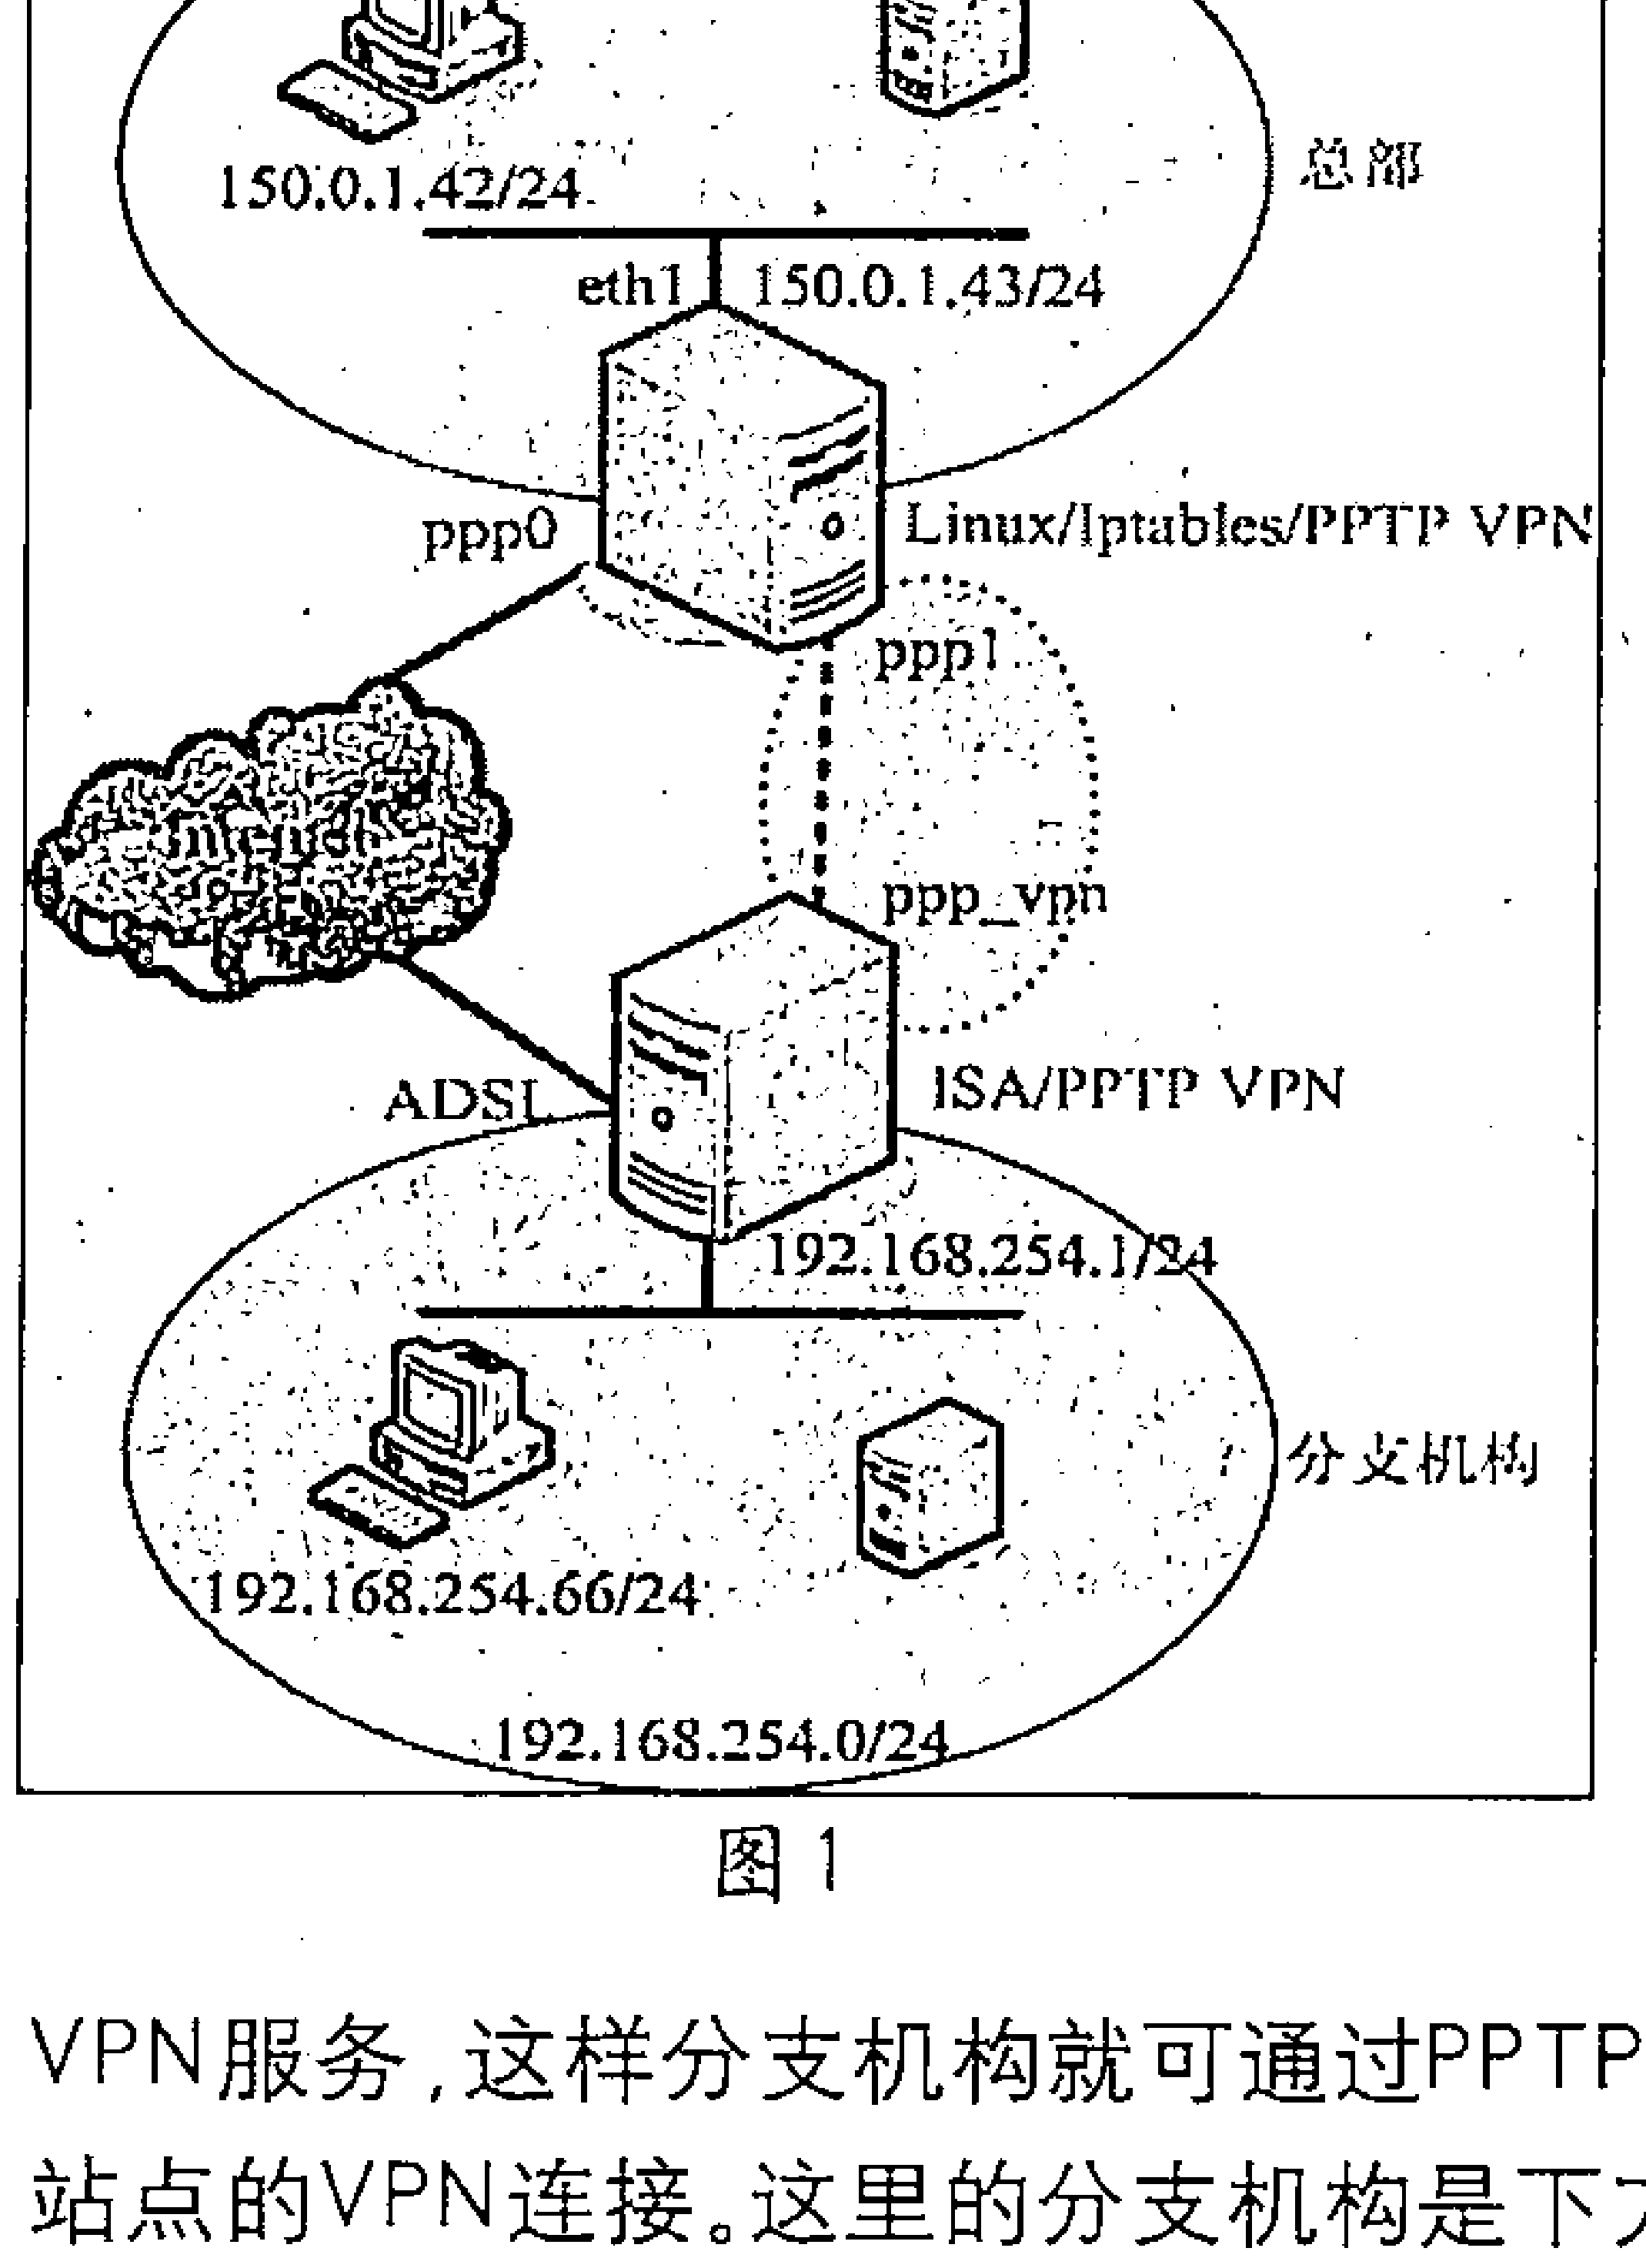 总部
150.0.1.42/24
eth1 150.0.1.43/24
ppp0 Linux/Iptables/PPTP VPN
ppp1
ppp_vpn
ADSL ISA/PPTP VPN
192.168.254.1/24
分支机构
192.168.254.66/24
192.168.254.0/24
图1
VPN服务,这样分支机构就可通过PPTP
站点的VPN连接。这里的分支机构是下